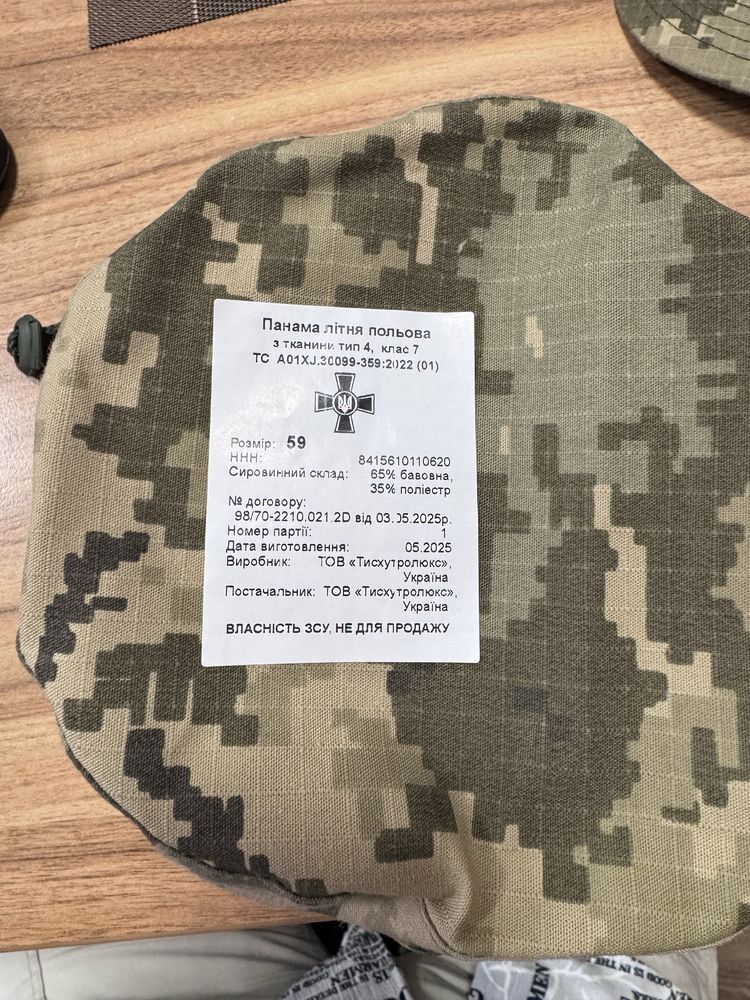 Панама літня польова
з тканини тип 4, клас 7
ТС А01XJ.30099-359:2022 (01)
Розмір: 59
ННН: 8415610110620
Сировинний склад: 65% бавовна,
35% поліестр
№ договору:
98/70-2210.021.2D від 03.05.2025р.
Номер партії: 1
Дата виготовлення: 05.2025
Виробник: ТОВ «Тисхутролюкс»,
Україна
Постачальник: ТОВ «Тисхутролюкс»,
Україна
ВЛАСНІСТЬ ЗСУ, НЕ ДЛЯ ПРОДАЖУ